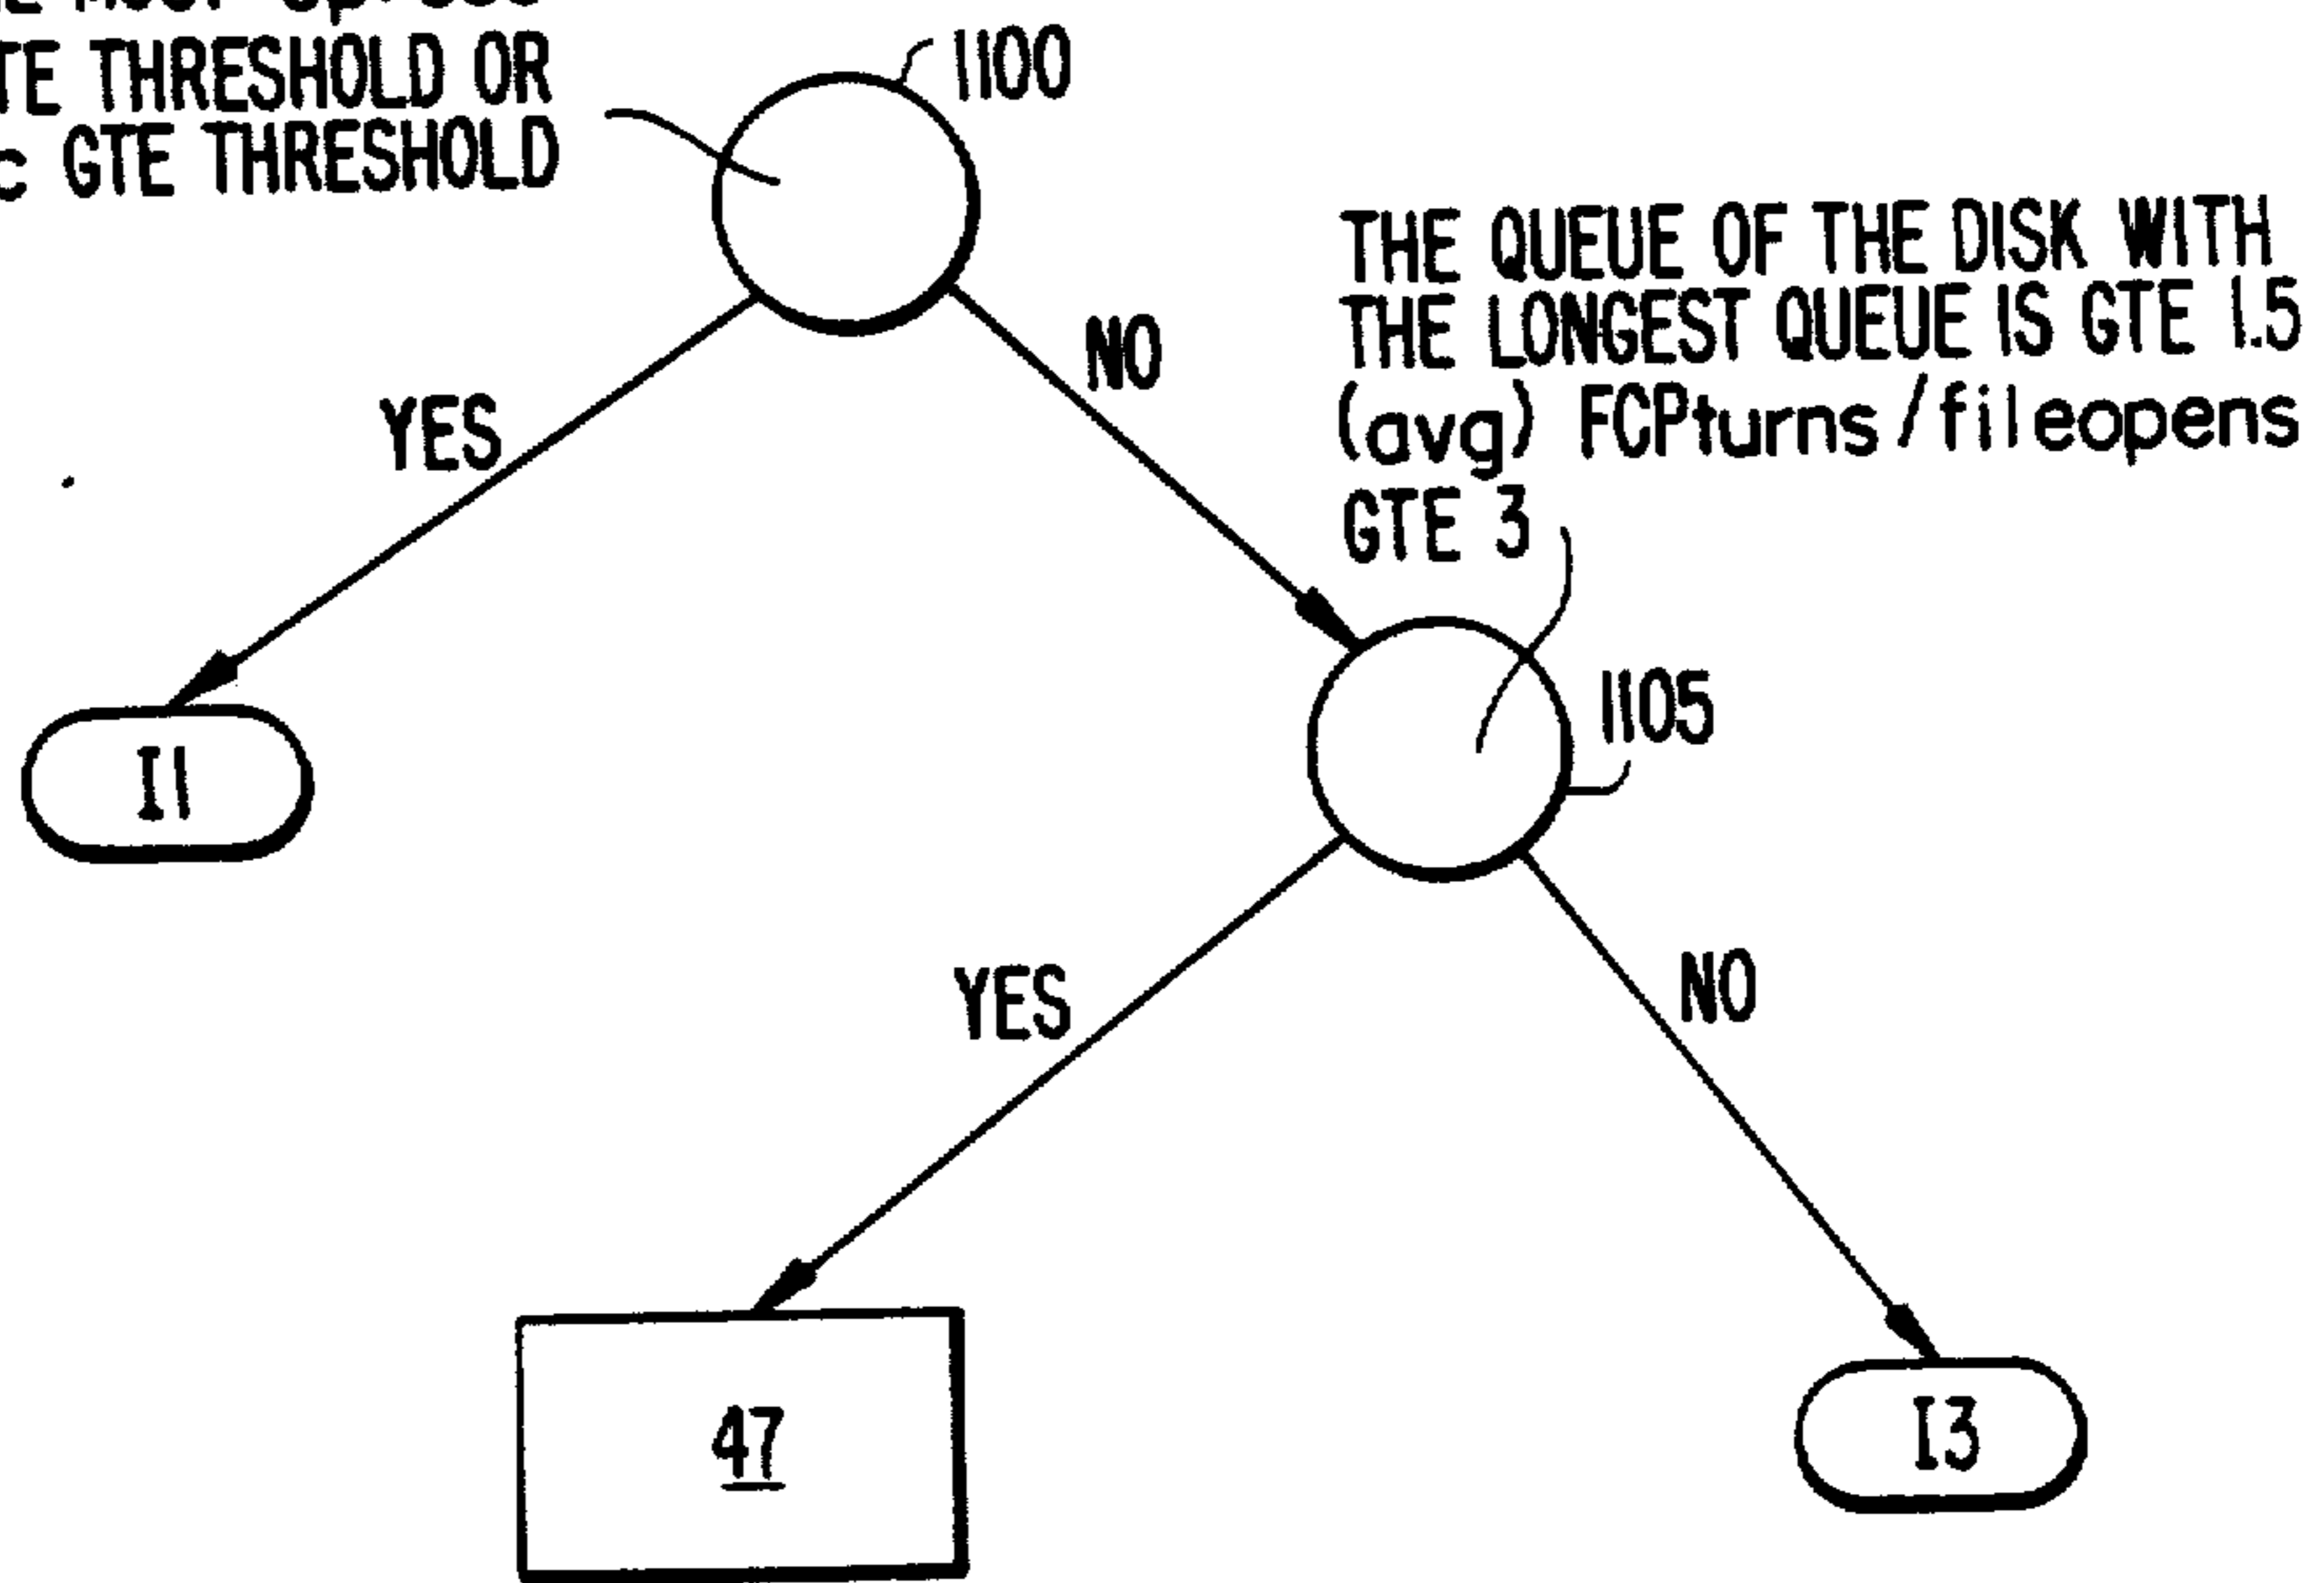 THRESHOLD OR
GTE THRESHOLD
1100
THE QUEUE OF THE DISK WITH
THE LONGEST QUEUE IS GTE 1.5
(avg) FCPturns/fileopens
GTE 3
NO
YES
1105
I1
YES
NO
47
I3